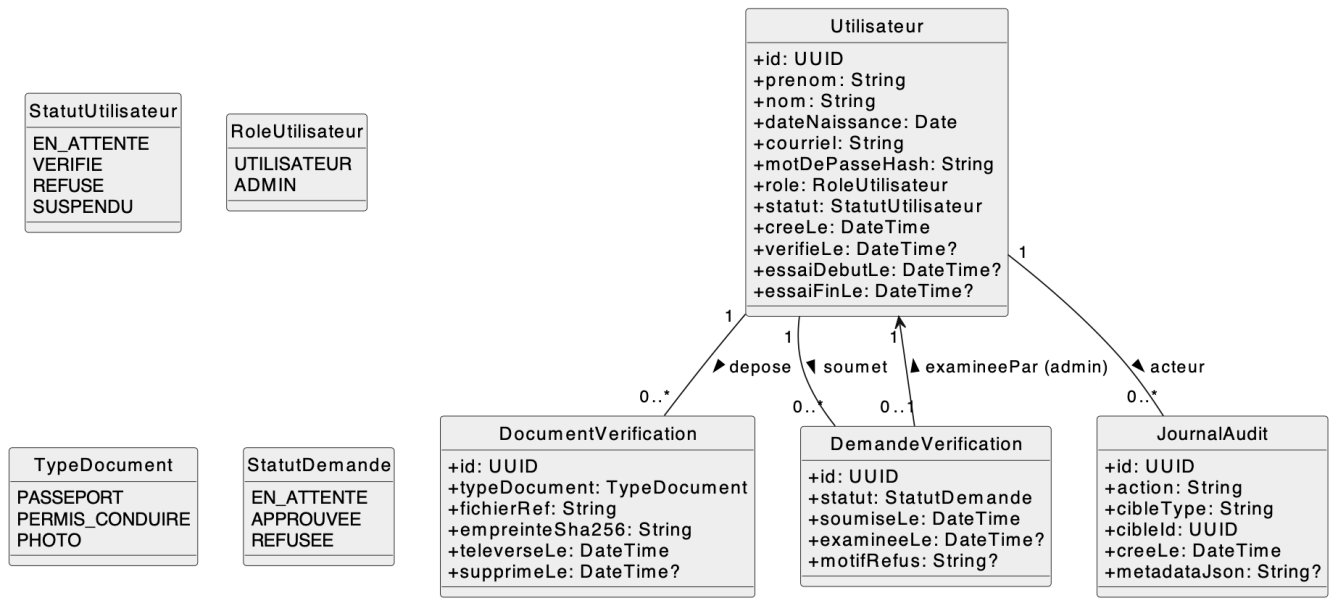 Utilisateur
+id: UUID
+prenom: String
+nom: String
+dateNaissance: Date
+courriel: String
+motDePasseHash: String
+role: RoleUtilisateur
+statut: StatutUtilisateur
+creeLe: DateTime
+verifieLe: DateTime?
+essaiDebutLe: DateTime?
+essaiFinLe: DateTime?
StatutUtilisateur
EN_ATTENTE
VERIFIE
REFUSE
SUSPENDU
RoleUtilisateur
UTILISATEUR
ADMIN
1
depose
0..*
1
soumet
0..*
1
examineePar (admin)
0..1
1
acteur
0..*
TypeDocument
PASSEPORT
PERMIS_CONDUIRE
PHOTO
StatutDemande
EN_ATTENTE
APPROUVEE
REFUSEE
DocumentVerification
+id: UUID
+typeDocument: TypeDocument
+fichierRef: String
+empreinteSha256: String
+televerseLe: DateTime
+supprimeLe: DateTime?
DemandeVerification
+id: UUID
+statut: StatutDemande
+soumiseLe: DateTime
+examineeLe: DateTime?
+motifRefus: String?
JournalAudit
+id: UUID
+action: String
+cibleType: String
+cibleId: UUID
+creeLe: DateTime
+metadataJson: String?